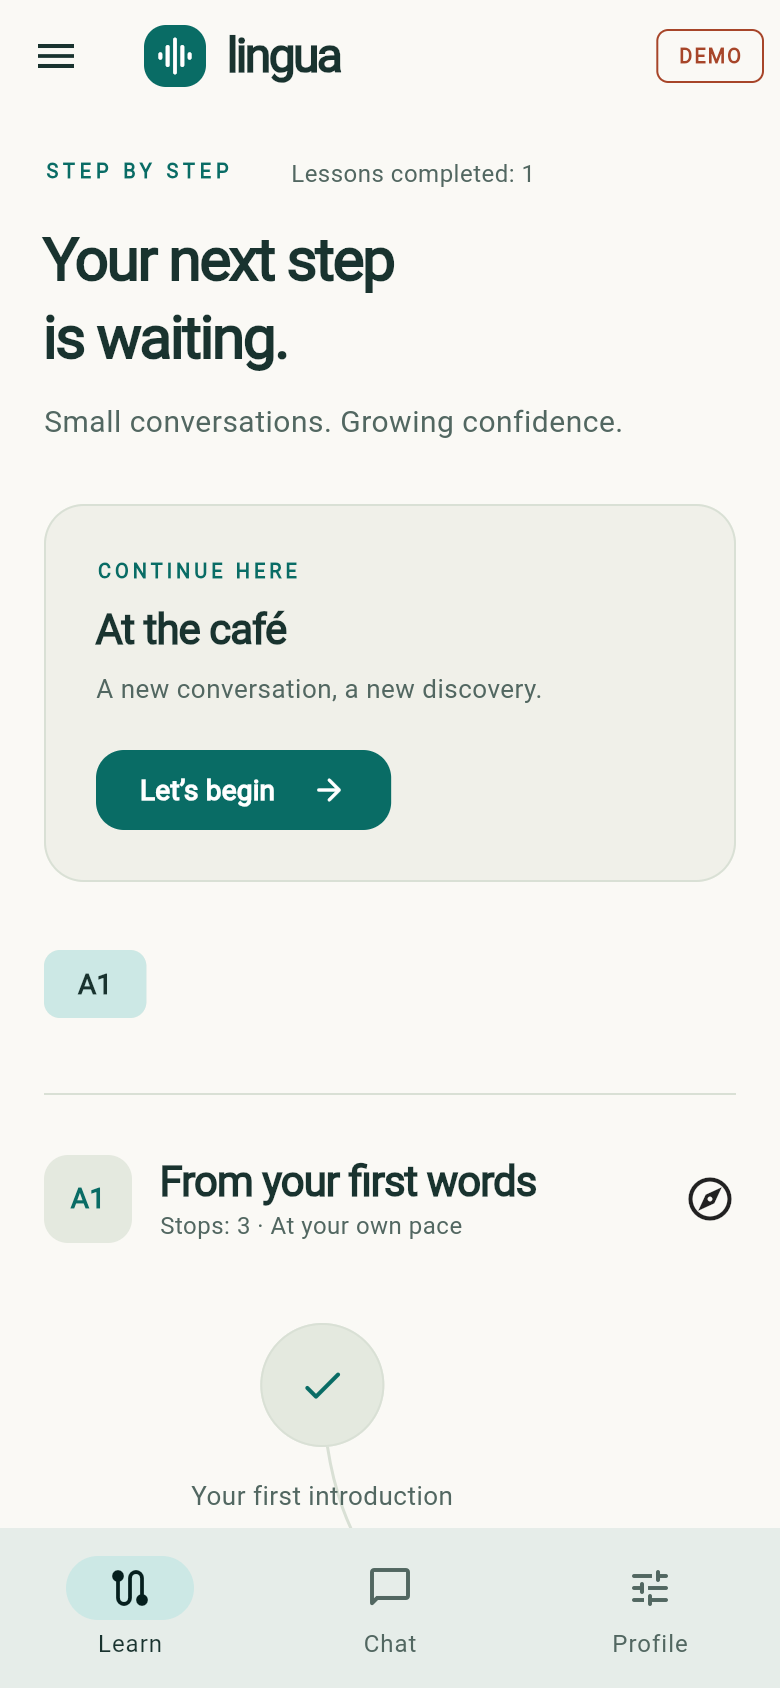 lingua
DEMO
STEP BY STEP
Lessons completed: 1
Your next step
is waiting.
Small conversations. Growing confidence.
CONTINUE HERE
At the café
A new conversation, a new discovery.
Let’s begin
A1
A1
From your first words
Stops: 3 · At your own pace
Your first introduction
Learn
Chat
Profile